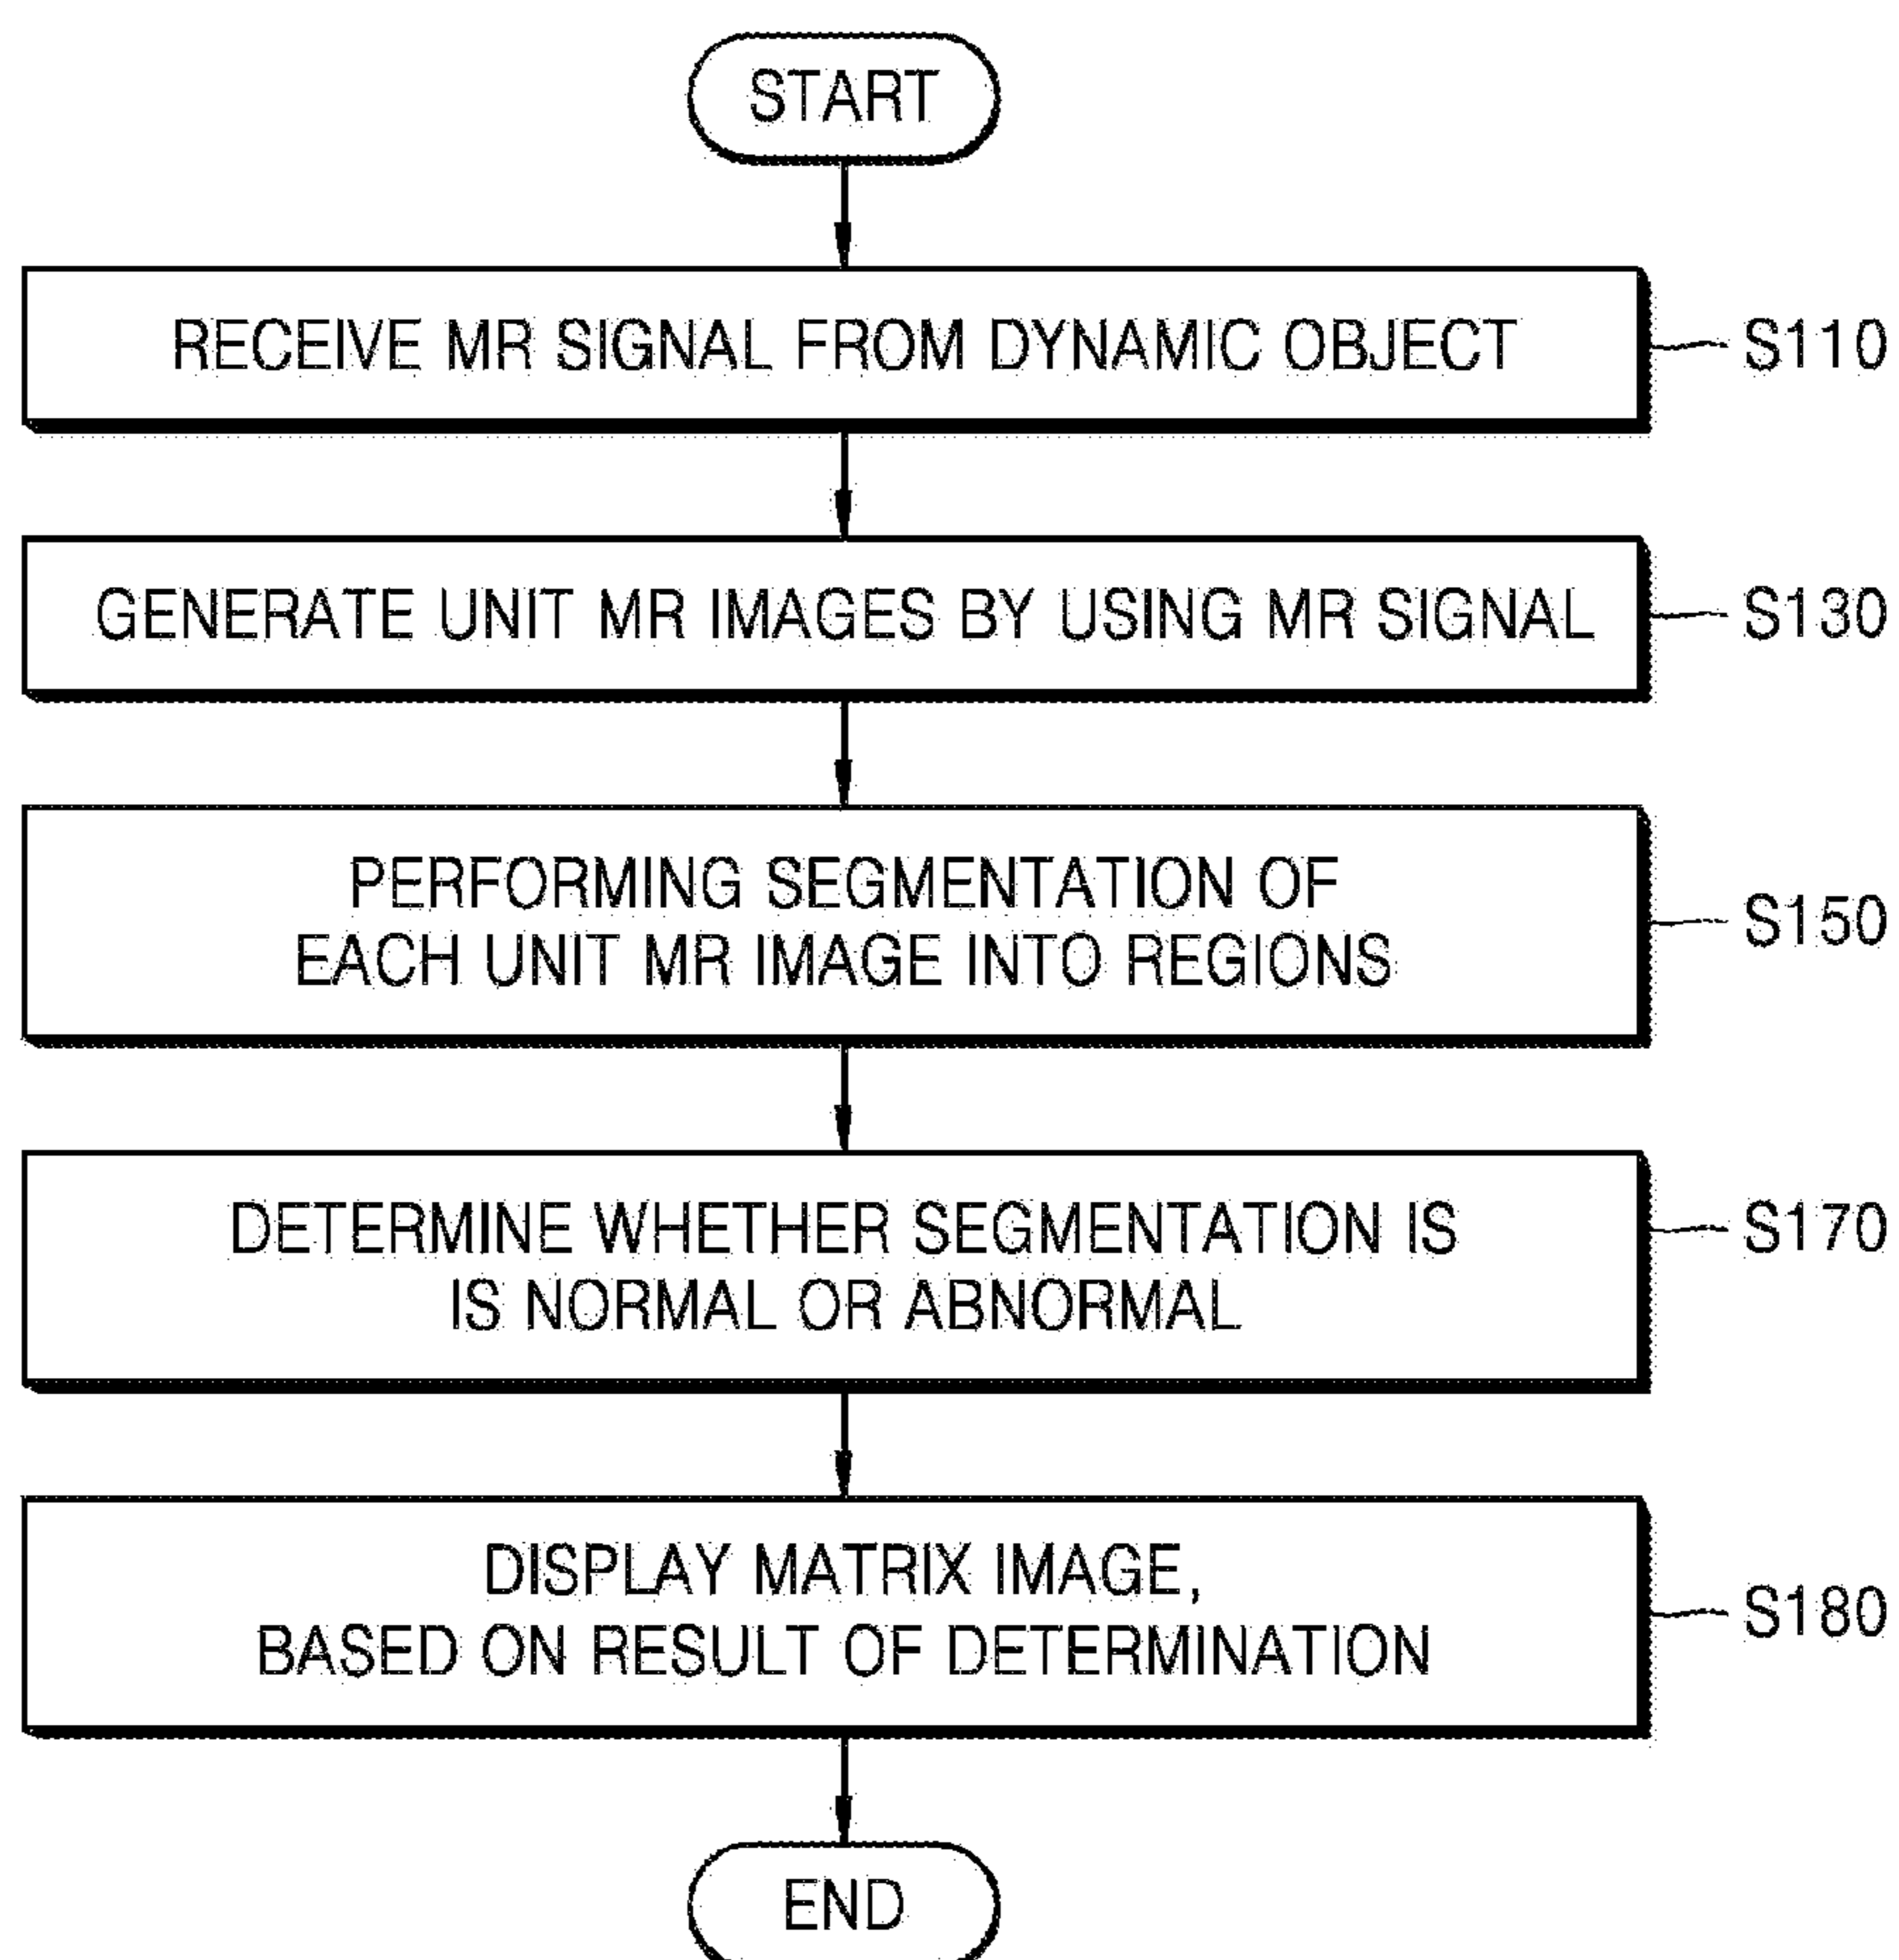 START
RECEIVE MR SIGNAL FROM DYNAMIC OBJECT
S110
GENERATE UNIT MR IMAGES BY USING MR SIGNAL
S130
PERFORMING SEGMENTATION OF
EACH UNIT MR IMAGE INTO REGIONS
S150
DETERMINE WHETHER SEGMENTATION IS
IS NORMAL OR ABNORMAL
S170
DISPLAY MATRIX IMAGE,
BASED ON RESULT OF DETERMINATION
S180
END